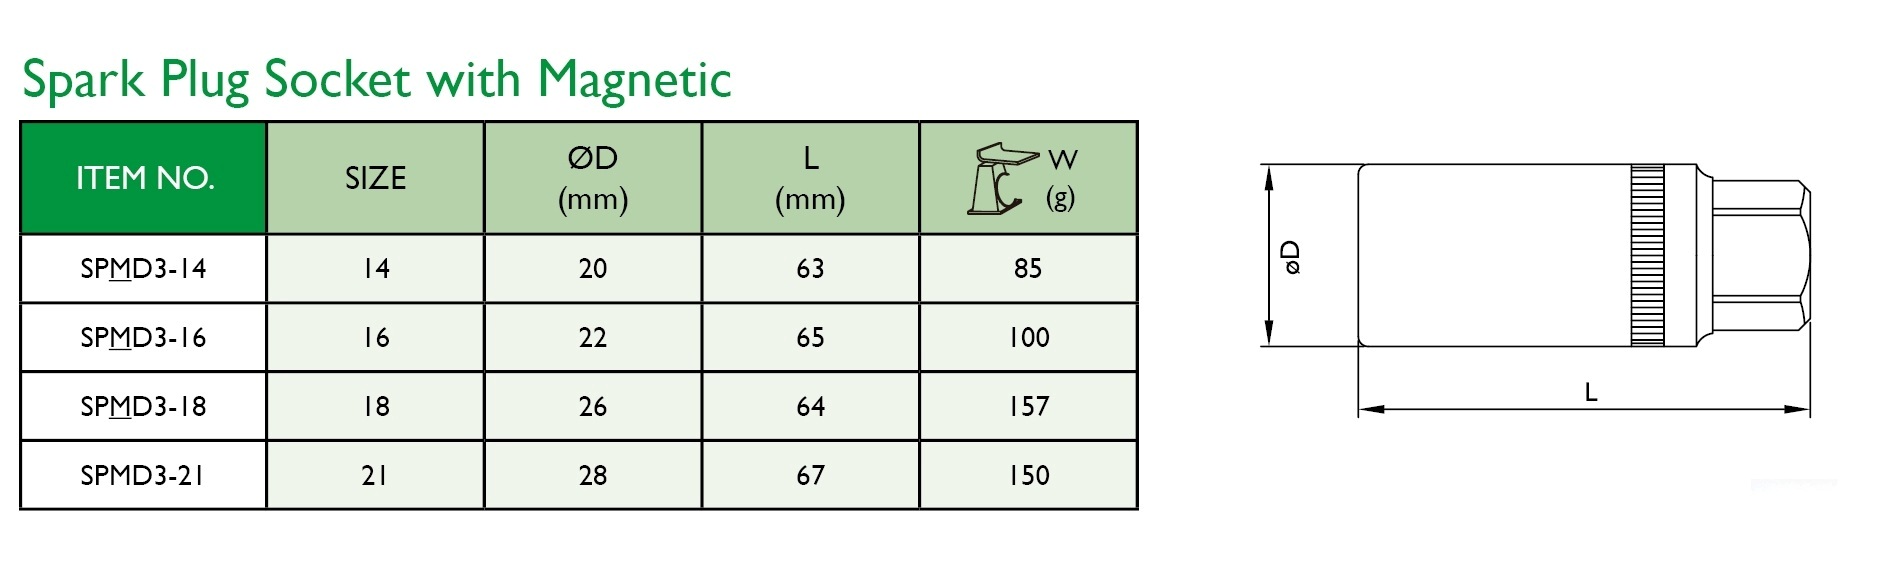 Spark Plug Socket with Magnetic
ITEM NO. SIZE ØD (mm) L (mm) W (g)
SPMD3-14 14 20 63 85
SPMD3-16 16 22 65 100
SPMD3-18 18 26 64 157
SPMD3-21 21 28 67 150
øD
L